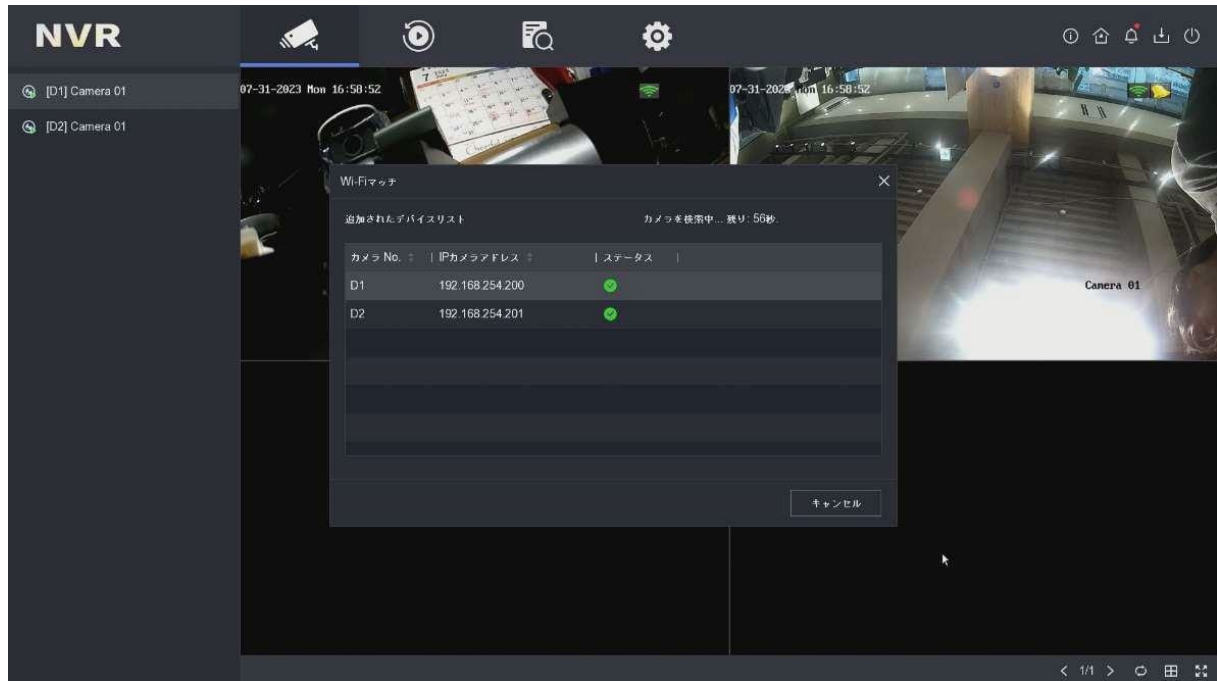 NVR
[D1] Camera 01
[D2] Camera 01
07-31-2023 Mon 16:58:52
07-31-2023 16:58:52
Wi-Fiマッチ
追加されたデバイスリスト
カメラを検索中... 残り: 56秒.
カメラ No. | IPカメラアドレス | ステータス |
D1 192.168.254.200
D2 192.168.254.201
Camera 01
キャンセル
1/1